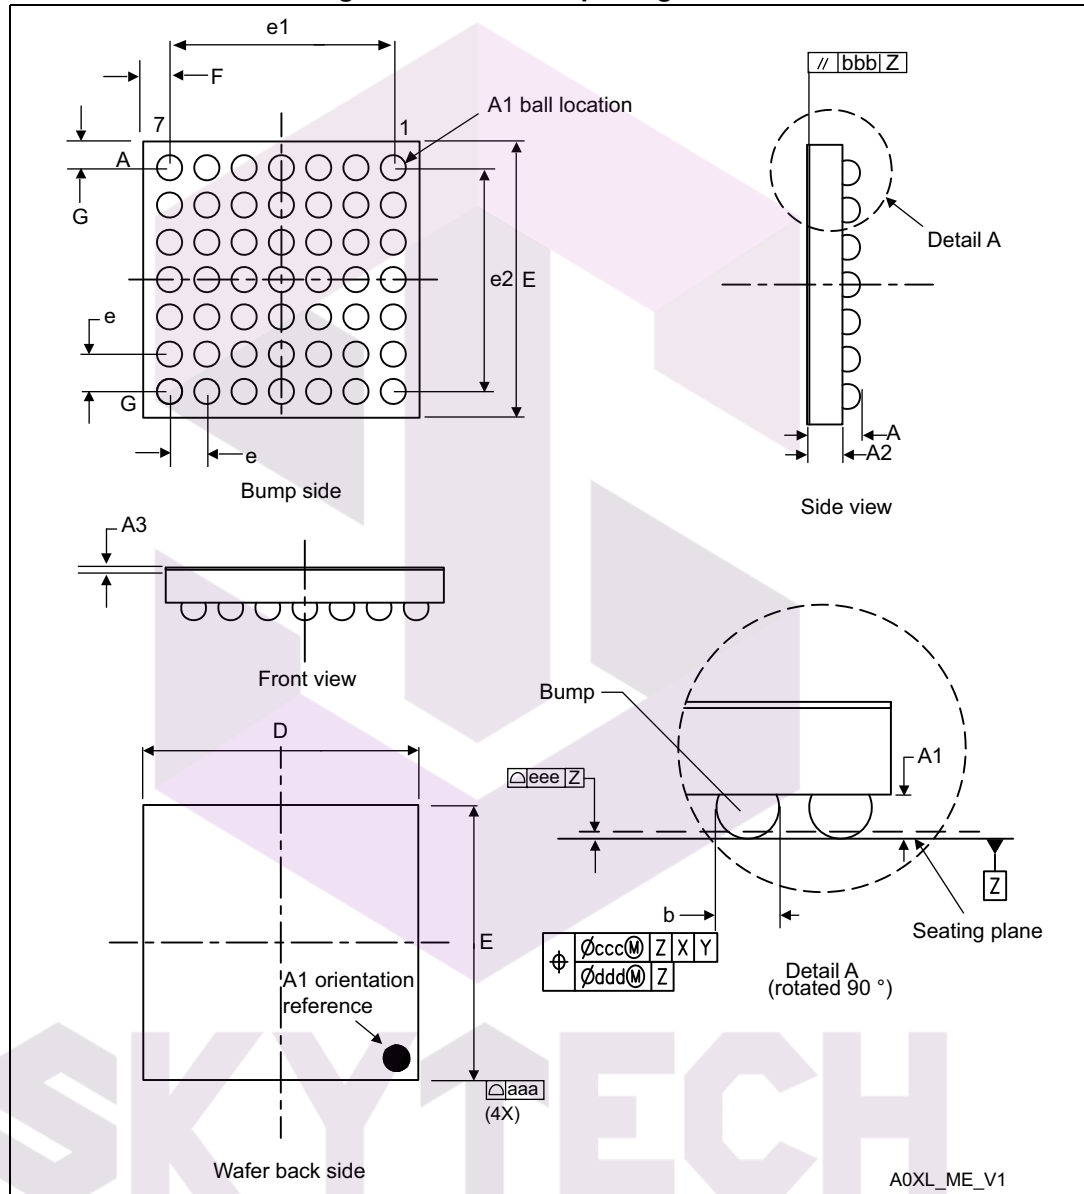 e1
F
// bbb Z
A1 ball location
7
1
A
G
Detail A
e2
E
e
G
e
A
A2
Bump side
Side view
A3
Front view
Bump
D
A1
⌓ eee Z
Z
b
Seating plane
E
⌖ Øccc Ⓜ Z X Y
Øddd Ⓜ Z
Detail A
(rotated 90 °)
A1 orientation
reference
⌓ aaa
(4X)
SKYTECH
Wafer back side
A0XL_ME_V1